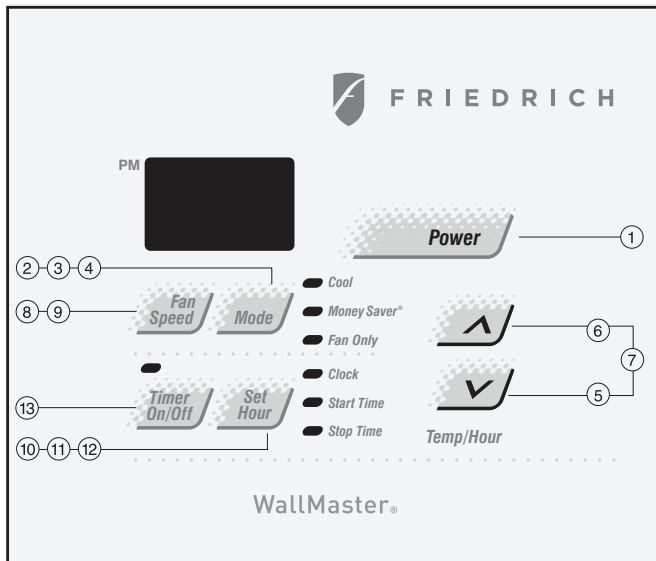 FRIEDRICH
PM
Power
1
2 3 4
8 9
Fan
Speed
Mode
Cool
Money Saver®
Fan Only
6
7
5
13
Timer
On/Off
Set
Hour
Clock
Start Time
Stop Time
10 11 12
Temp/Hour
WallMaster®